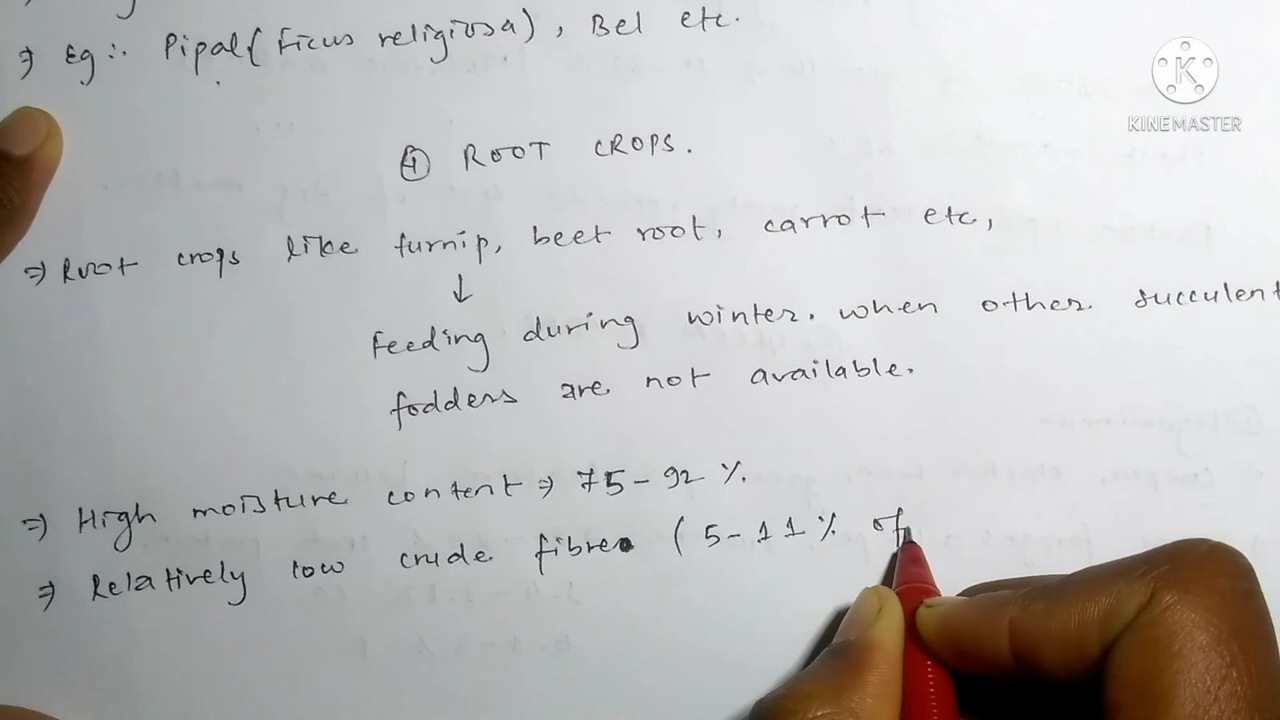 ⇒ Eg :. Pipal ( Ficus religiosa) , Bel etc.
KINEMASTER
④ ROOT CROPS.
⇒ Root crops like turnip, beet root, carrot etc,
↓
Feeding during winter. when other succulent
fodders are not available.
⇒ High moisture content ⇒ 75-92 %.
⇒ Relatively low crude fibre ( 5-11% of